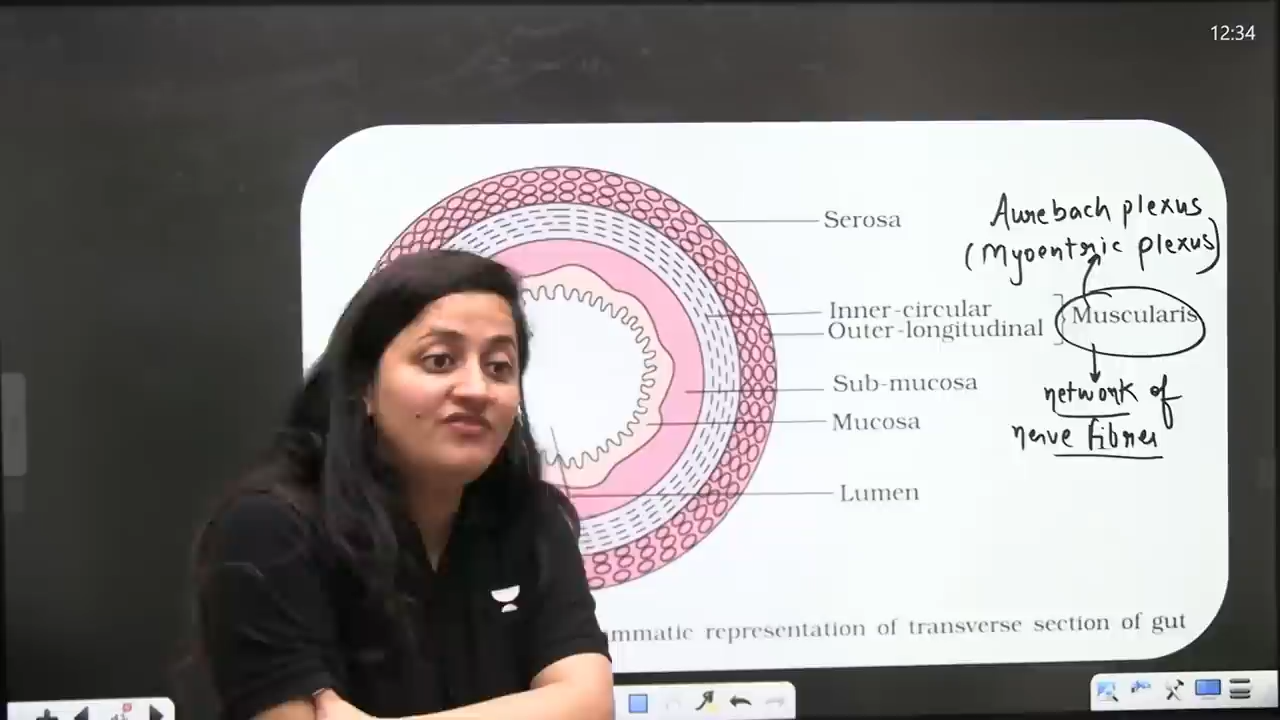 12:34
Serosa
Aurebach plexus
(Myoentric plexus)
Inner-circular
Outer-longitudinal
Muscularis
Sub-mucosa
network of
Mucosa
nerve fibres
Lumen
ammatic representation of transverse section of gut